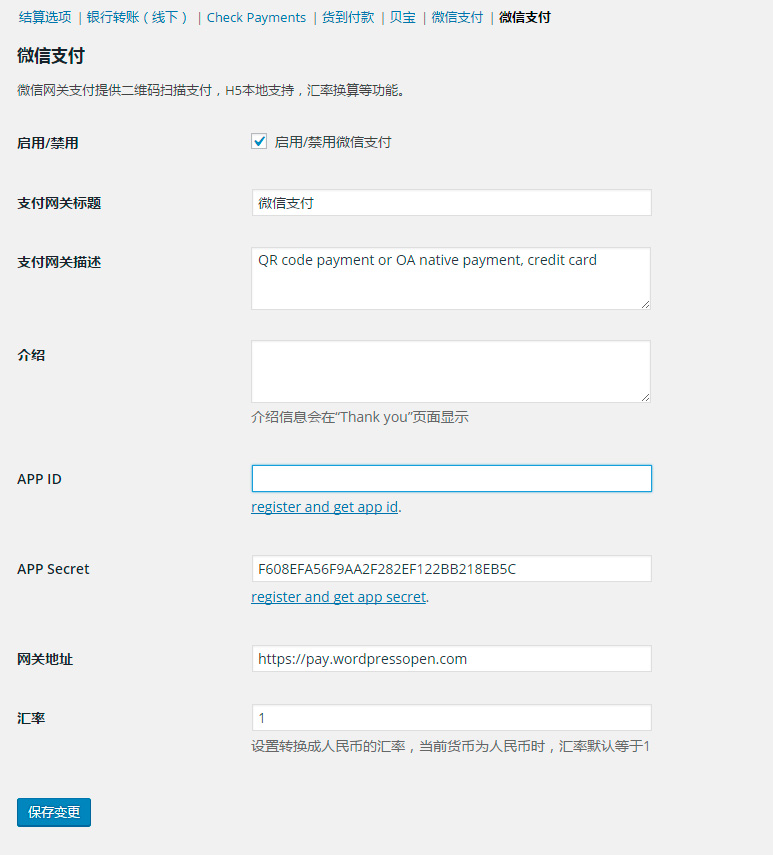 结算选项 | 银行转账（线下） | Check Payments | 货到付款 | 贝宝 | 微信支付 | 微信支付
微信支付
微信网关支付提供二维码扫描支付，H5本地支持，汇率换算等功能。
启用/禁用 启用/禁用微信支付
支付网关标题 微信支付
支付网关描述 QR code payment or OA native payment, credit card
介绍
介绍信息会在“Thank you”页面显示
APP ID
register and get app id.
APP Secret F608EFA56F9AA2F282EF122BB218EB5C
register and get app secret.
网关地址 https://pay.wordpressopen.com
汇率 1
设置转换成人民币的汇率，当前货币为人民币时，汇率默认等于1
保存变更